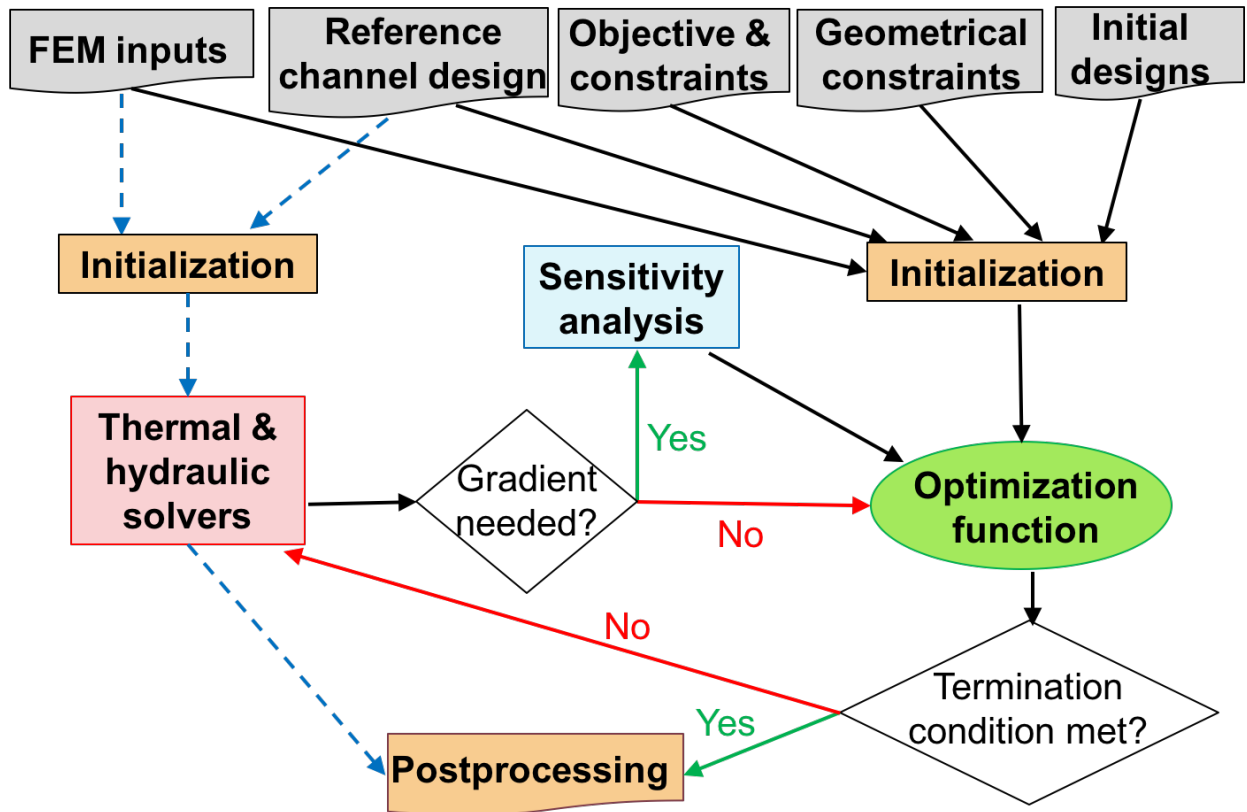 FEM inputs
Reference
channel design
Objective &
constraints
Geometrical
constraints
Initial
designs
Initialization
Sensitivity
analysis
Initialization
Thermal &
hydraulic
solvers
Gradient
needed?
Yes
No
Optimization
function
No
Termination
condition met?
Yes
Postprocessing